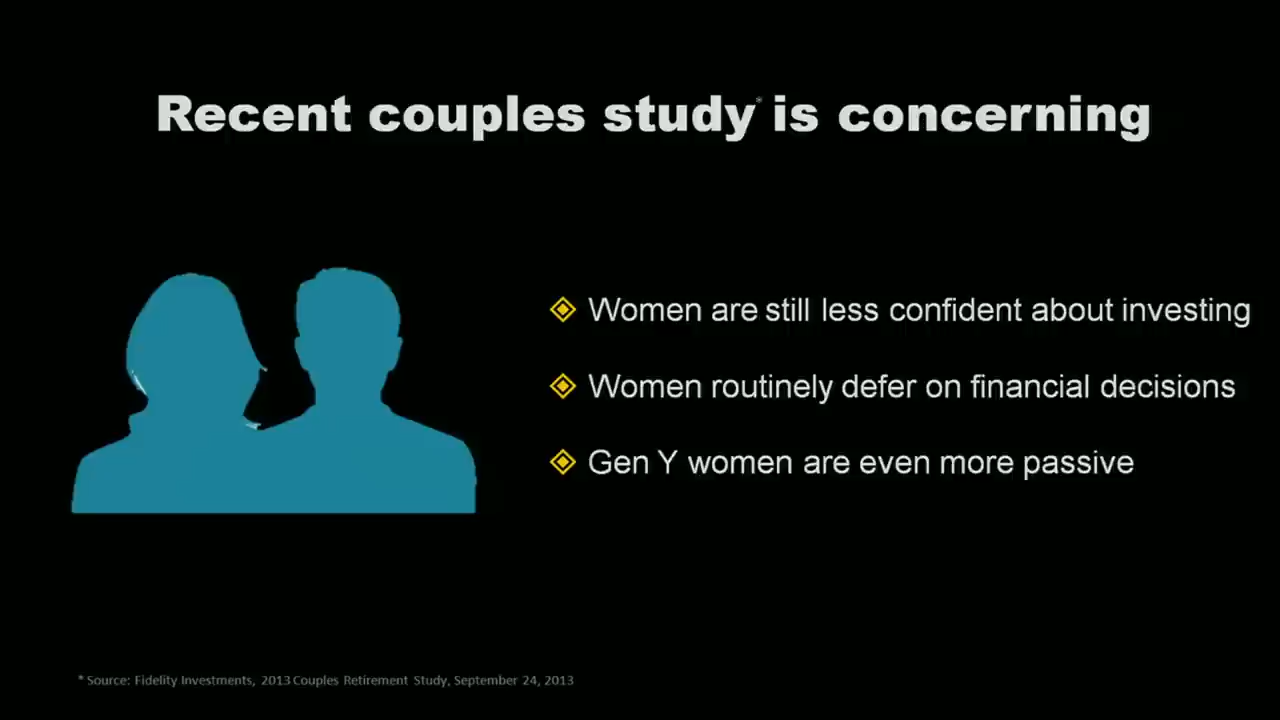 Recent couples study* is concerning
Women are still less confident about investing
Women routinely defer on financial decisions
Gen Y women are even more passive
* Source: Fidelity Investments, 2013 Couples Retirement Study, September 24, 2013